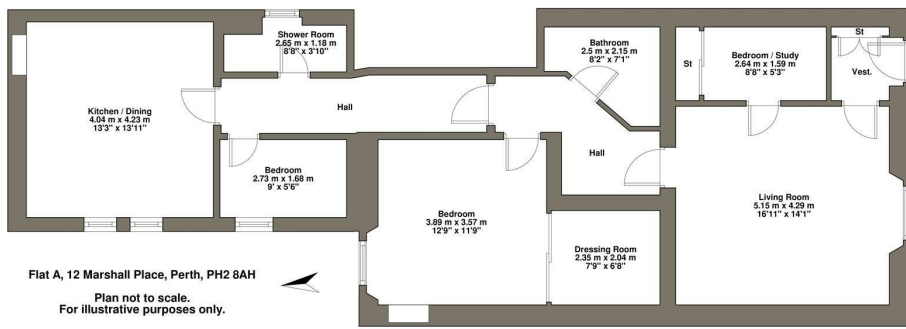 Shower Room
2.65 m x 1.18 m
8'8" x 3'10"
Bathroom
2.5 m x 2.15 m
8'2" x 7'1"
St
Bedroom / Study
2.64 m x 1.59 m
8'8" x 5'3"
St
Vest.
Kitchen / Dining
4.04 m x 4.23 m
13'3" x 13'11"
Hall
Hall
Bedroom
2.73 m x 1.68 m
9' x 5'6"
Bedroom
3.89 m x 3.57 m
12'9" x 11'9"
Dressing Room
2.35 m x 2.04 m
7'9" x 6'8"
Living Room
5.15 m x 4.29 m
16'11" x 14'1"
Flat A, 12 Marshall Place, Perth, PH2 8AH
Plan not to scale.
For illustrative purposes only.